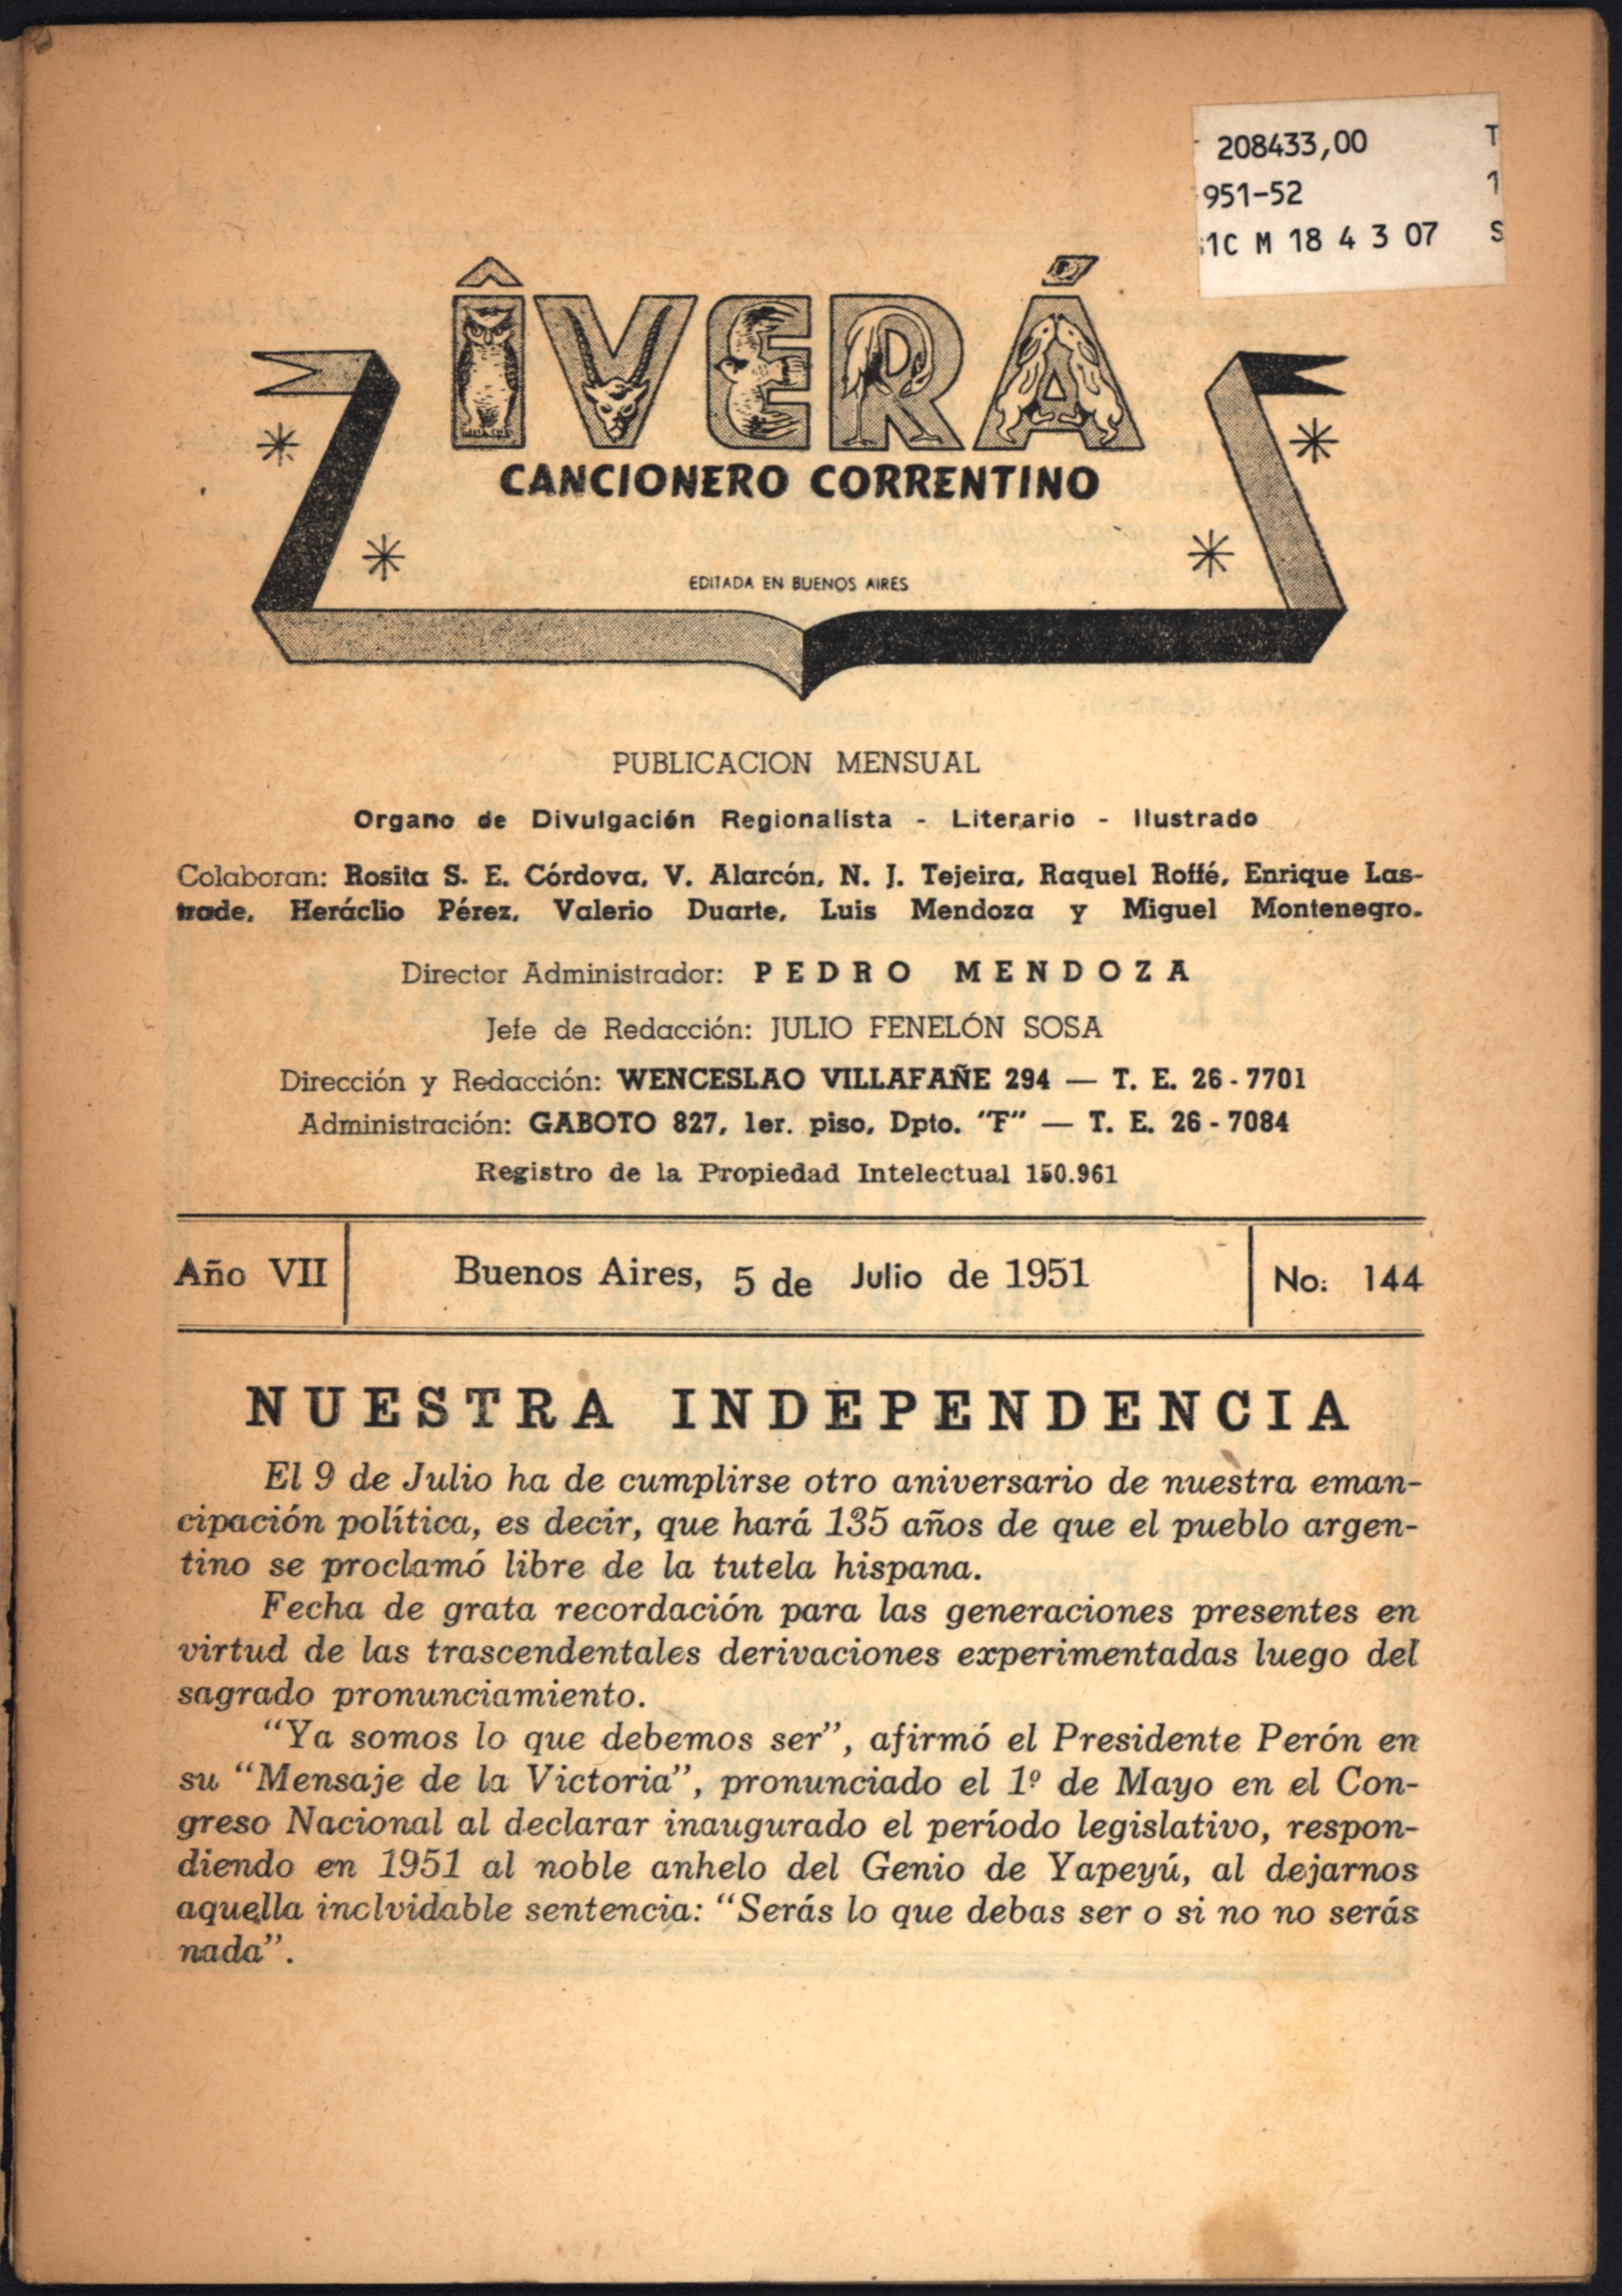 208433,00 T
951-52 1
1C M 18 4 3 07 S
ÎVERÁ
CANCIONERO CORRENTINO
EDITADA EN BUENOS AIRES
PUBLICACION MENSUAL
Organo de Divulgación Regionalista - Literario - Ilustrado
Colaboran: Rosita S. E. Córdova, V. Alarcón, N. J. Tejeira, Raquel Roffé, Enrique Las-
trade, Heráclio Pérez, Valerio Duarte, Luis Mendoza y Miguel Montenegro.
Director Administrador: PEDRO MENDOZA
Jefe de Redacción: JULIO FENELÓN SOSA
Dirección y Redacción: WENCESLAO VILLAFAÑE 294 — T. E. 26-7701
Administración: GABOTO 827, 1er. piso, Dpto. "F" — T. E. 26-7084
Registro de la Propiedad Intelectual 150.961
Año VII Buenos Aires, 5 de Julio de 1951 No: 144
NUESTRA INDEPENDENCIA
El 9 de Julio ha de cumplirse otro aniversario de nuestra eman-
cipación política, es decir, que hará 135 años de que el pueblo argen-
tino se proclamó libre de la tutela hispana.
Fecha de grata recordación para las generaciones presentes en
virtud de las trascendentales derivaciones experimentadas luego del
sagrado pronunciamiento.
"Ya somos lo que debemos ser", afirmó el Presidente Perón en
su "Mensaje de la Victoria", pronunciado el 1º de Mayo en el Con-
greso Nacional al declarar inaugurado el período legislativo, respon-
diendo en 1951 al noble anhelo del Genio de Yapeyú, al dejarnos
aquella inclvidable sentencia: "Serás lo que debas ser o si no no serás
nada".